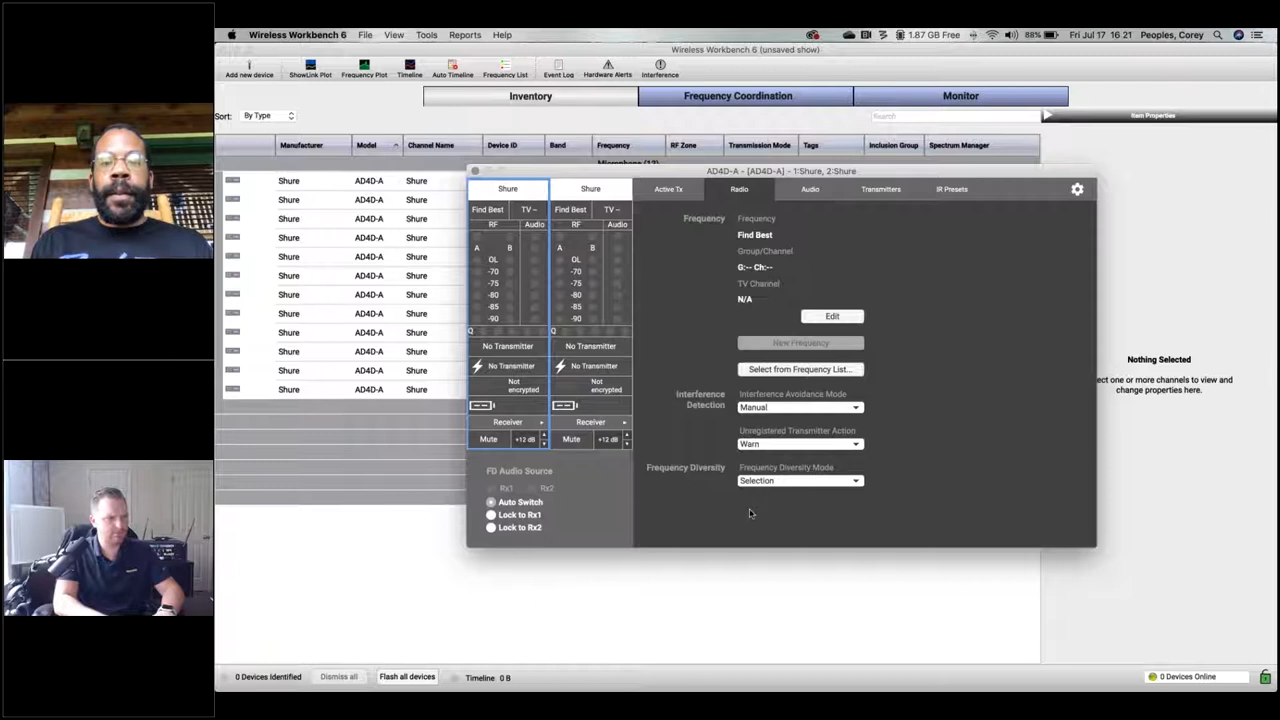 Wireless Workbench 6 File View Tools Reports Help 1.87 GB Free 88% Fri Jul 17 16 21 Peoples, Corey
Wireless Workbench 6 (unsaved show)
Add new device ShowLink Plot Frequency Plot Timeline Auto Timeline Frequency List Event Log Hardware Alerts Interference
Inventory Frequency Coordination Monitor
Sort: By Type Search Item Properties
Manufacturer Model Channel Name Device ID Band Frequency RF Zone Transmission Mode Tags Inclusion Group Spectrum Manager
Microphone (12)
Shure AD4D-A Shure
Shure AD4D-A Shure
Shure AD4D-A Shure
Shure AD4D-A Shure
Shure AD4D-A Shure
Shure AD4D-A Shure
Shure AD4D-A Shure
Shure AD4D-A Shure
Shure AD4D-A Shure
Shure AD4D-A Shure
Shure AD4D-A Shure
Shure AD4D-A Shure
AD4D-A - [AD4D-A] - 1:Shure, 2:Shure
Shure Shure Active Tx Radio Audio Transmitters IR Presets
Find Best TV -- Find Best TV --
RF Audio RF Audio
A B A B
OL OL
-70 -70
-75 -75
-80 -80
-85 -85
-90 -90
Q Q
No Transmitter No Transmitter
No Transmitter No Transmitter
Not encrypted Not encrypted
Receiver Receiver
Mute +12 dB Mute +12 dB
FD Audio Source
Rx1 Rx2
Auto Switch
Lock to Rx1
Lock to Rx2
Frequency Frequency
Find Best
Group/Channel
G:-- Ch:--
TV Channel
N/A
Edit
New Frequency
Select from Frequency List...
Interference Detection Interference Avoidance Mode
Manual
Unregistered Transmitter Action
Warn
Frequency Diversity Frequency Diversity Mode
Selection
Nothing Selected
ect one or more channels to view and
change properties here.
0 Devices Identified Dismiss all Flash all devices Timeline 0 B 0 Devices Online